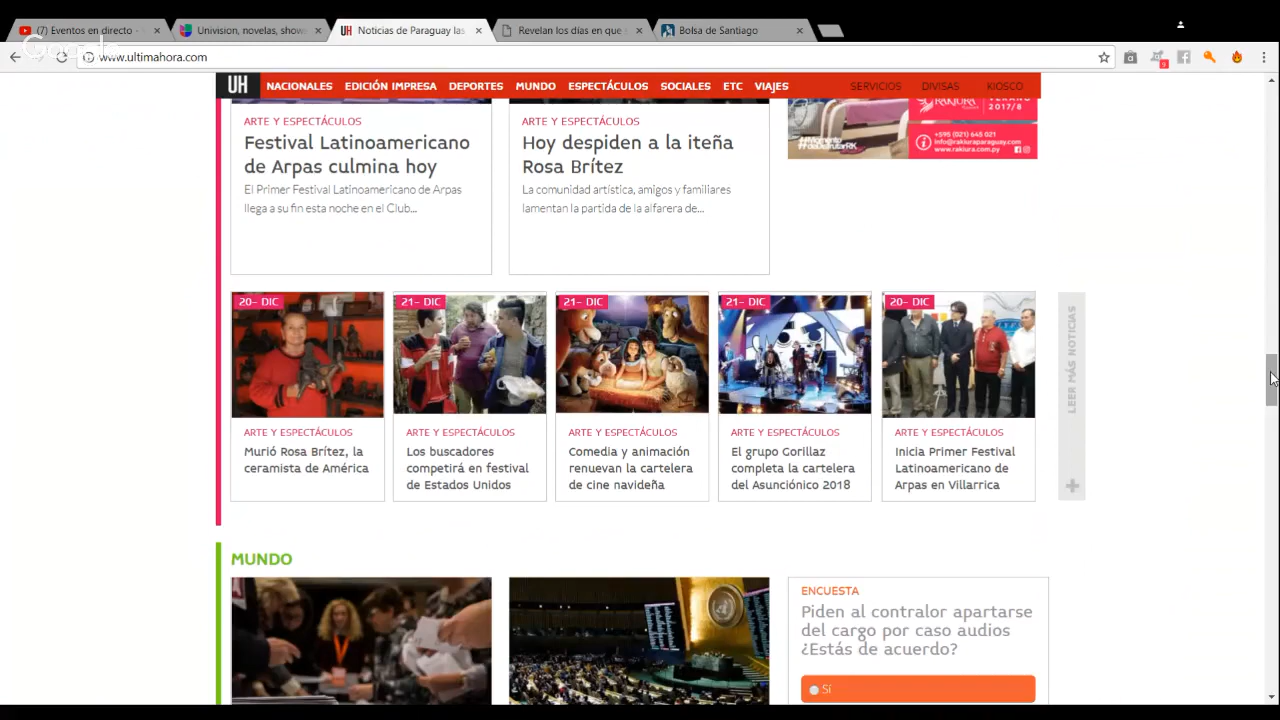 (7) Eventos en directo -
Univision, novelas, show
Noticias de Paraguay las
Revelan los días en que
Bolsa de Santiago
Google
www.ultimahora.com
UH
NACIONALES
EDICIÓN IMPRESA
DEPORTES
MUNDO
ESPECTÁCULOS
SOCIALES
ETC
VIAJES
SERVICIOS
DIVISAS
KIOSCO
ARTE Y ESPECTÁCULOS
Festival Latinoamericano
de Arpas culmina hoy
El Primer Festival Latinoamericano de Arpas
llega a su fin esta noche en el Club...
ARTE Y ESPECTÁCULOS
Hoy despiden a la iteña
Rosa Brítez
La comunidad artística, amigos y familiares
lamentan la partida de la alfarera de...
RAKIURA
VERANO
2017/8
+595 (021) 645 021
info@rakiuraparaguay.com
www.rakiura.com.py
20- DIC
ARTE Y ESPECTÁCULOS
Murió Rosa Brítez, la
ceramista de América
21- DIC
ARTE Y ESPECTÁCULOS
Los buscadores
competirá en festival
de Estados Unidos
21- DIC
ARTE Y ESPECTÁCULOS
Comedia y animación
renuevan la cartelera
de cine navideña
21- DIC
ARTE Y ESPECTÁCULOS
El grupo Gorillaz
completa la cartelera
del Asunciónico 2018
20- DIC
ARTE Y ESPECTÁCULOS
Inicia Primer Festival
Latinoamericano de
Arpas en Villarrica
LEER MÁS NOTICIAS
MUNDO
ENCUESTA
Piden al contralor apartarse
del cargo por caso audios
¿Estás de acuerdo?
Sí